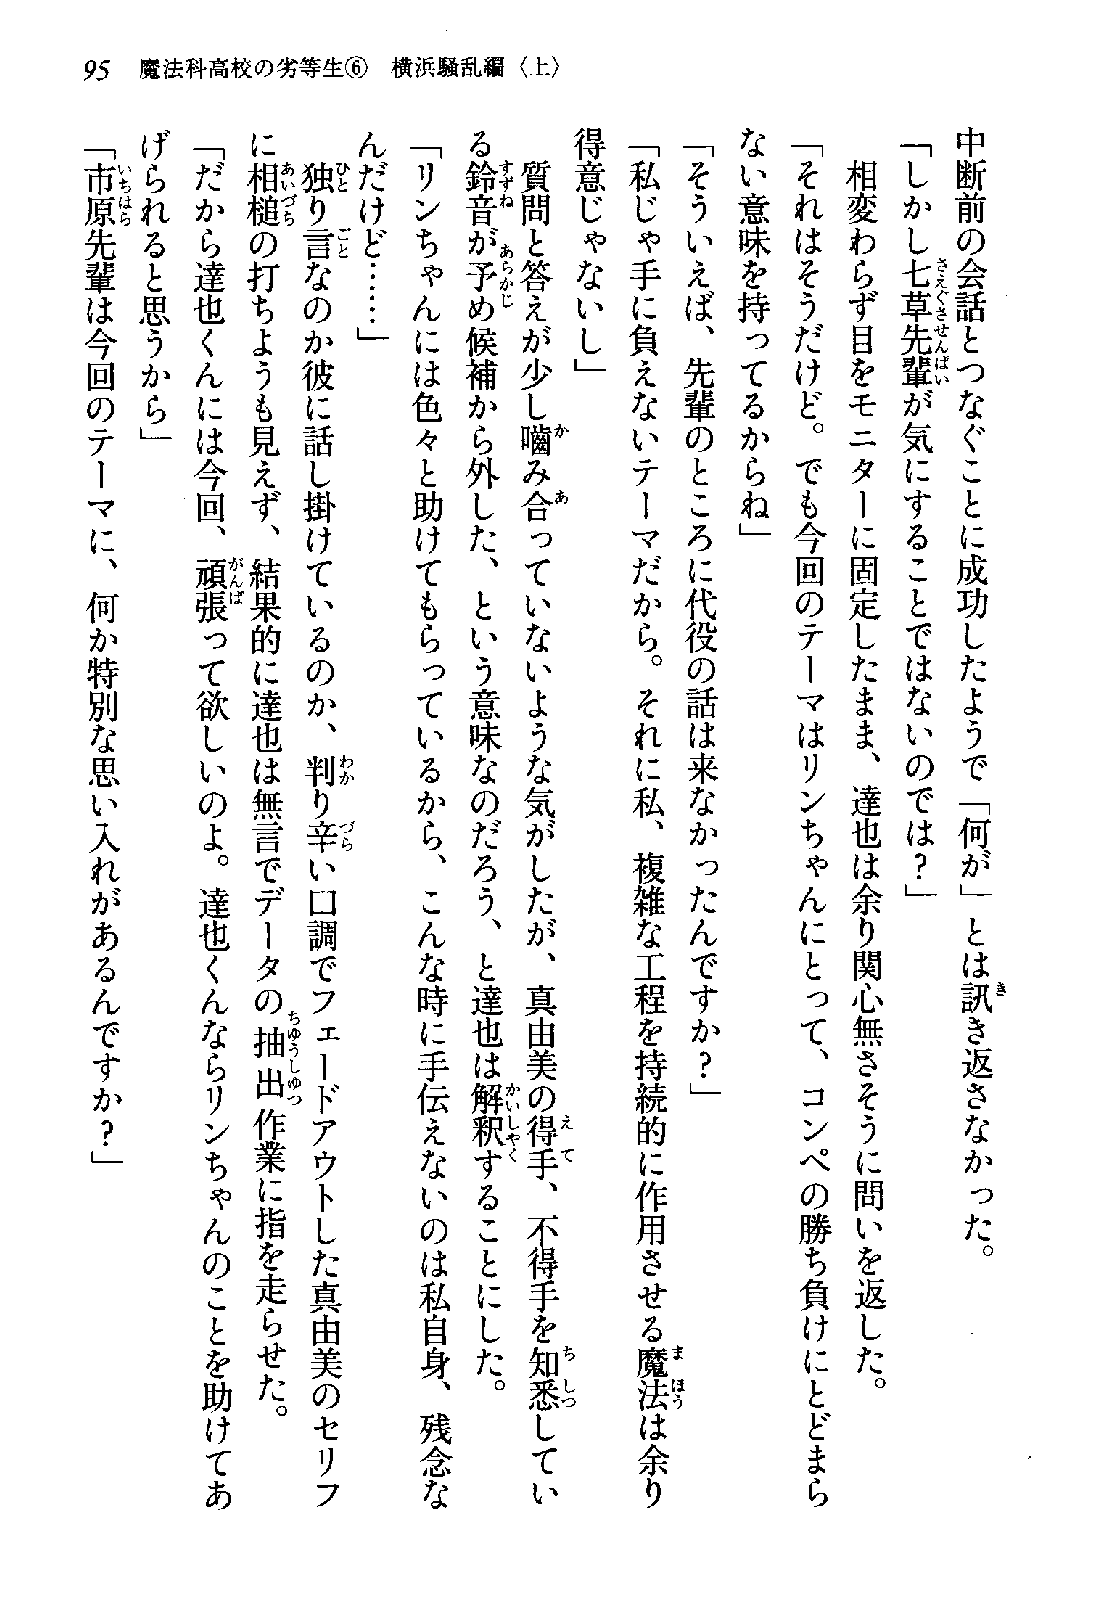 95　魔法科高校の劣等生⑥　横浜騒乱編〈上〉
中断前の会話とつなぐことに成功したようで「何が」とは訊き返さなかった。
「しかし七草先輩が気にすることではないのでは？」
　相変わらず目をモニターに固定したまま、達也は余り関心無さそうに問いを返した。
「それはそうだけど。でも今回のテーマはリンちゃんにとって、コンペの勝ち負けにとどまら
ない意味を持ってるからね」
「そういえば、先輩のところに代役の話は来なかったんですか？」
「私じゃ手に負えないテーマだから。それに私、複雑な工程を持続的に作用させる魔法は余り
得意じゃないし」
　質問と答えが少し噛み合っていないような気がしたが、真由美の得手、不得手を知悉してい
る鈴音が予め候補から外した、という意味なのだろう、と達也は解釈することにした。
「リンちゃんには色々と助けてもらっているから、こんな時に手伝えないのは私自身、残念な
んだけど……」
　独り言なのか彼に話し掛けているのか、判り辛い口調でフェードアウトした真由美のセリフ
に相槌の打ちようも見えず、結果的に達也は無言でデータの抽出作業に指を走らせた。
「だから達也くんには今回、頑張って欲しいのよ。達也くんならリンちゃんのことを助けてあ
げられると思うから」
「市原先輩は今回のテーマに、何か特別な思い入れがあるんですか？」